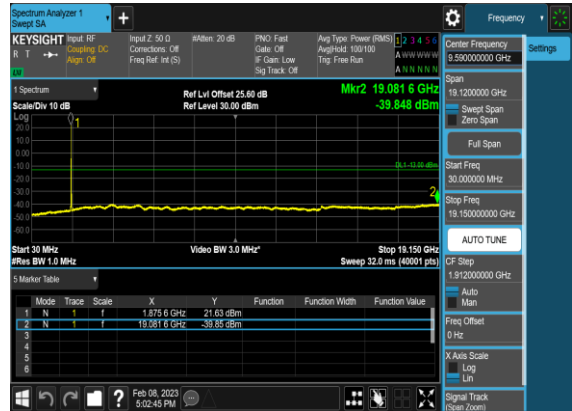 Spectrum Analyzer 1
Swept SA
+
Frequency
KEYSIGHT
R T
LV
Input: RF
Coupling: DC
Align: Off
Input Z: 50 Ω
Corrections: Off
Freq Ref: Int (S)
#Atten: 20 dB
PNO: Fast
Gate: Off
IF Gain: Low
Sig Track: Off
Avg Type: Power (RMS)
Avg|Hold: 100/100
Trig: Free Run
1 2 3 4 5 6
A W W W W W
A N N N N N
1 Spectrum
Scale/Div 10 dB
Ref Lvl Offset 25.60 dB
Ref Level 30.00 dBm
Mkr2 19.081 6 GHz
-39.848 dBm
Log
1
20.0
10.0
0.00
-10.0
DL1 -13.00 dBm
-20.0
-30.0
2
-40.0
-50.0
-60.0
Start 30 MHz
#Res BW 1.0 MHz
Video BW 3.0 MHz*
Stop 19.150 GHz
Sweep 32.0 ms (40001 pts)
5 Marker Table
Mode Trace Scale X Y Function Function Width Function Value
1 N 1 f 1.875 6 GHz 21.63 dBm
2 N 1 f 19.081 6 GHz -39.85 dBm
3
4
5
6
? Feb 08, 2023
5:02:45 PM
Center Frequency
9.590000000 GHz
Settings
Span
19.1200000 GHz
Swept Span
Zero Span
Full Span
Start Freq
30.000000 MHz
Stop Freq
19.150000000 GHz
AUTO TUNE
CF Step
1.912000000 GHz
Auto
Man
Freq Offset
0 Hz
X Axis Scale
Log
Lin
Signal Track
(Span Zoom)